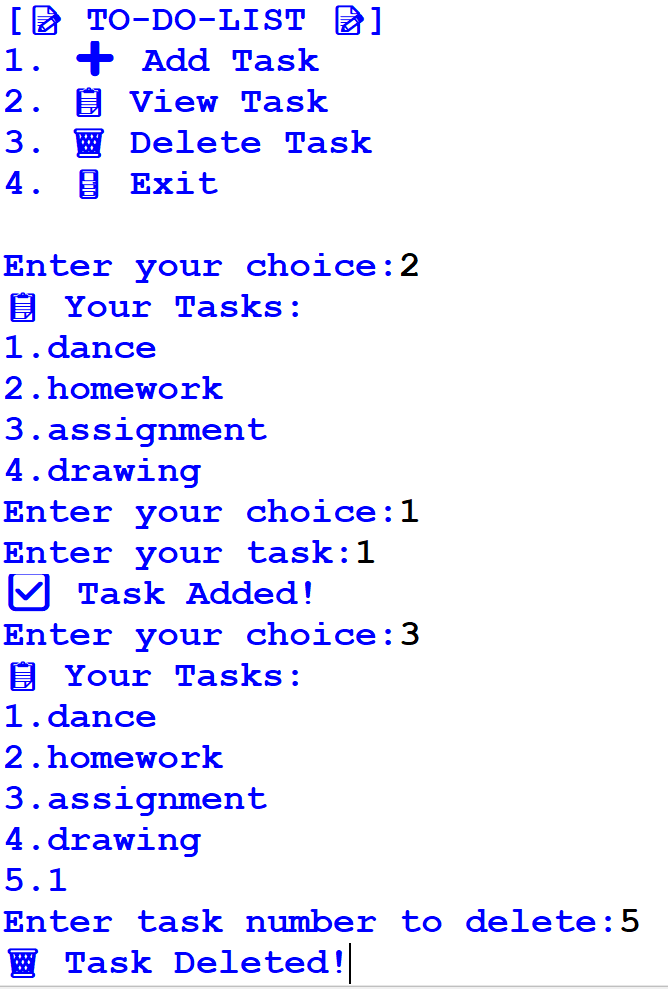 [📝 TO-DO-LIST 📝]
1. ➕ Add Task
2. 📋 View Task
3. 🗑 Delete Task
4. 🚪 Exit
Enter your choice:2
📋 Your Tasks:
1.dance
2.homework
3.assignment
4.drawing
Enter your choice:1
Enter your task:1
☑ Task Added!
Enter your choice:3
📋 Your Tasks:
1.dance
2.homework
3.assignment
4.drawing
5.1
Enter task number to delete:5
🗑 Task Deleted!